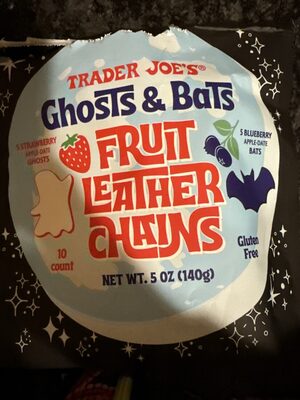 TRADER JOE'S®
GHOSTS & BATS
5 STRAWBERRY
APPLE-DATE
GHOSTS
5 BLUEBERRY
APPLE-DATE
BATS
FRUIT
LEATHER
CHAINS
10
count
Gluten
Free
NET WT. 5 OZ (140g)